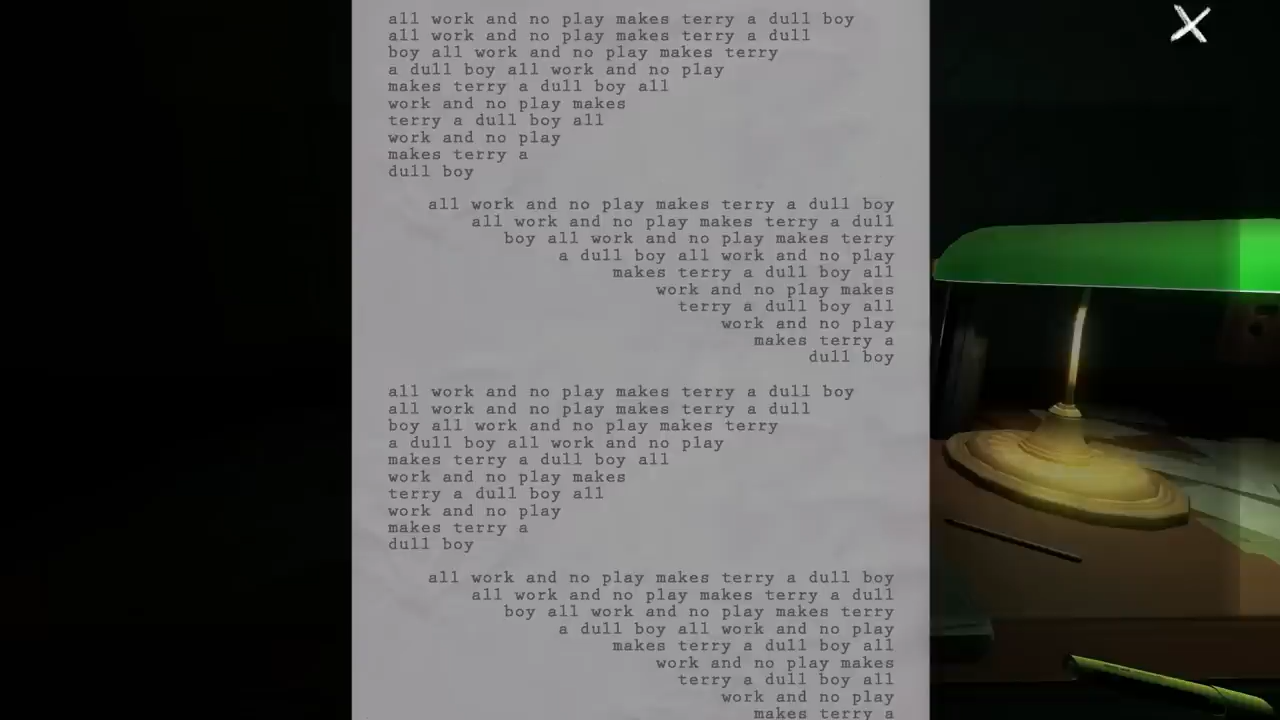 all work and no play makes terry a dull boy
all work and no play makes terry a dull
boy all work and no play makes terry
a dull boy all work and no play
makes terry a dull boy all
work and no play makes
terry a dull boy all
work and no play
makes terry a
dull boy
all work and no play makes terry a dull boy
all work and no play makes terry a dull
boy all work and no play makes terry
a dull boy all work and no play
makes terry a dull boy all
work and no play makes
terry a dull boy all
work and no play
makes terry a
dull boy
all work and no play makes terry a dull boy
all work and no play makes terry a dull
boy all work and no play makes terry
a dull boy all work and no play
makes terry a dull boy all
work and no play makes
terry a dull boy all
work and no play
makes terry a
dull boy
all work and no play makes terry a dull boy
all work and no play makes terry a dull
boy all work and no play makes terry
a dull boy all work and no play
makes terry a dull boy all
work and no play makes
terry a dull boy all
work and no play
makes terry a